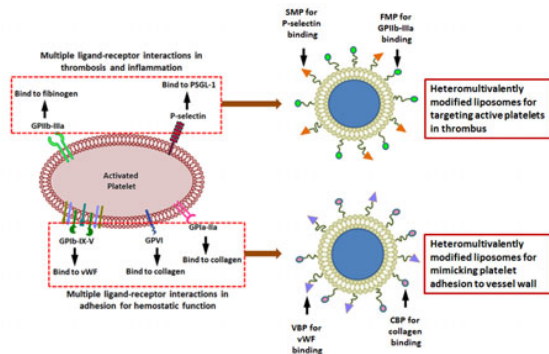 Multiple ligand-receptor interactions in
thrombosis and inflammation
Bind to fibinogen
GPIIb-IIIa
Bind to PSGL-1
P-selectin
Activated
Platelet
GPIb-IX-V
GPVI
GPIa-IIa
Bind to vWF
Bind to collagen
Bind to collagen
Multiple ligand-receptor interactions in
adhesion for hemostatic function
SMP for
P-selectin
binding
FMP for
GPIIb-IIIa
binding
Heteromultivalently
modified liposomes for
targeting active platelets
in thrombus
VBP for
vWF
binding
CBP for
collagen
binding
Heteromultivalently
modified liposomes for
mimicking platelet
adhesion to vessel wall